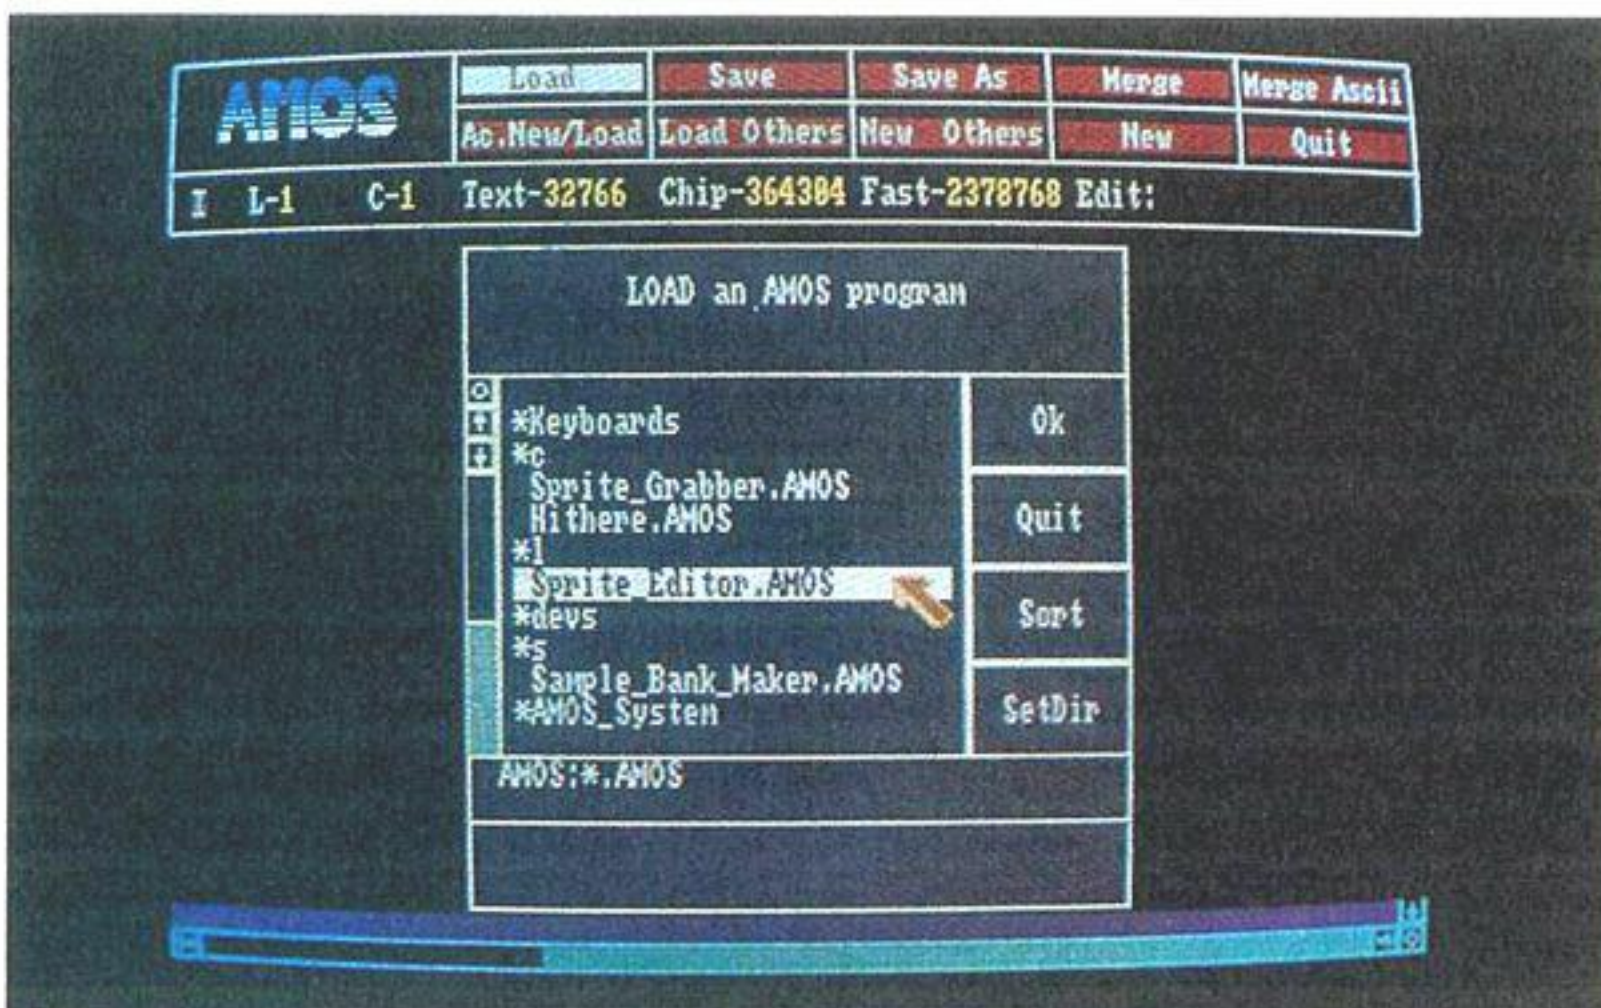 AMOS
Load Save Save As Merge Merge Ascii
Ac.New/Load Load Others New Others New Quit
I L-1 C-1 Text-32766 Chip-364384 Fast-2378768 Edit:
LOAD an AMOS program
*Keyboards
*c
Sprite_Grabber.AMOS
Hithere.AMOS
*l
Sprite_Editor.AMOS
*devs
*s
Sample_Bank_Maker.AMOS
*AMOS_System
Ok
Quit
Sort
SetDir
AMOS:*.AMOS